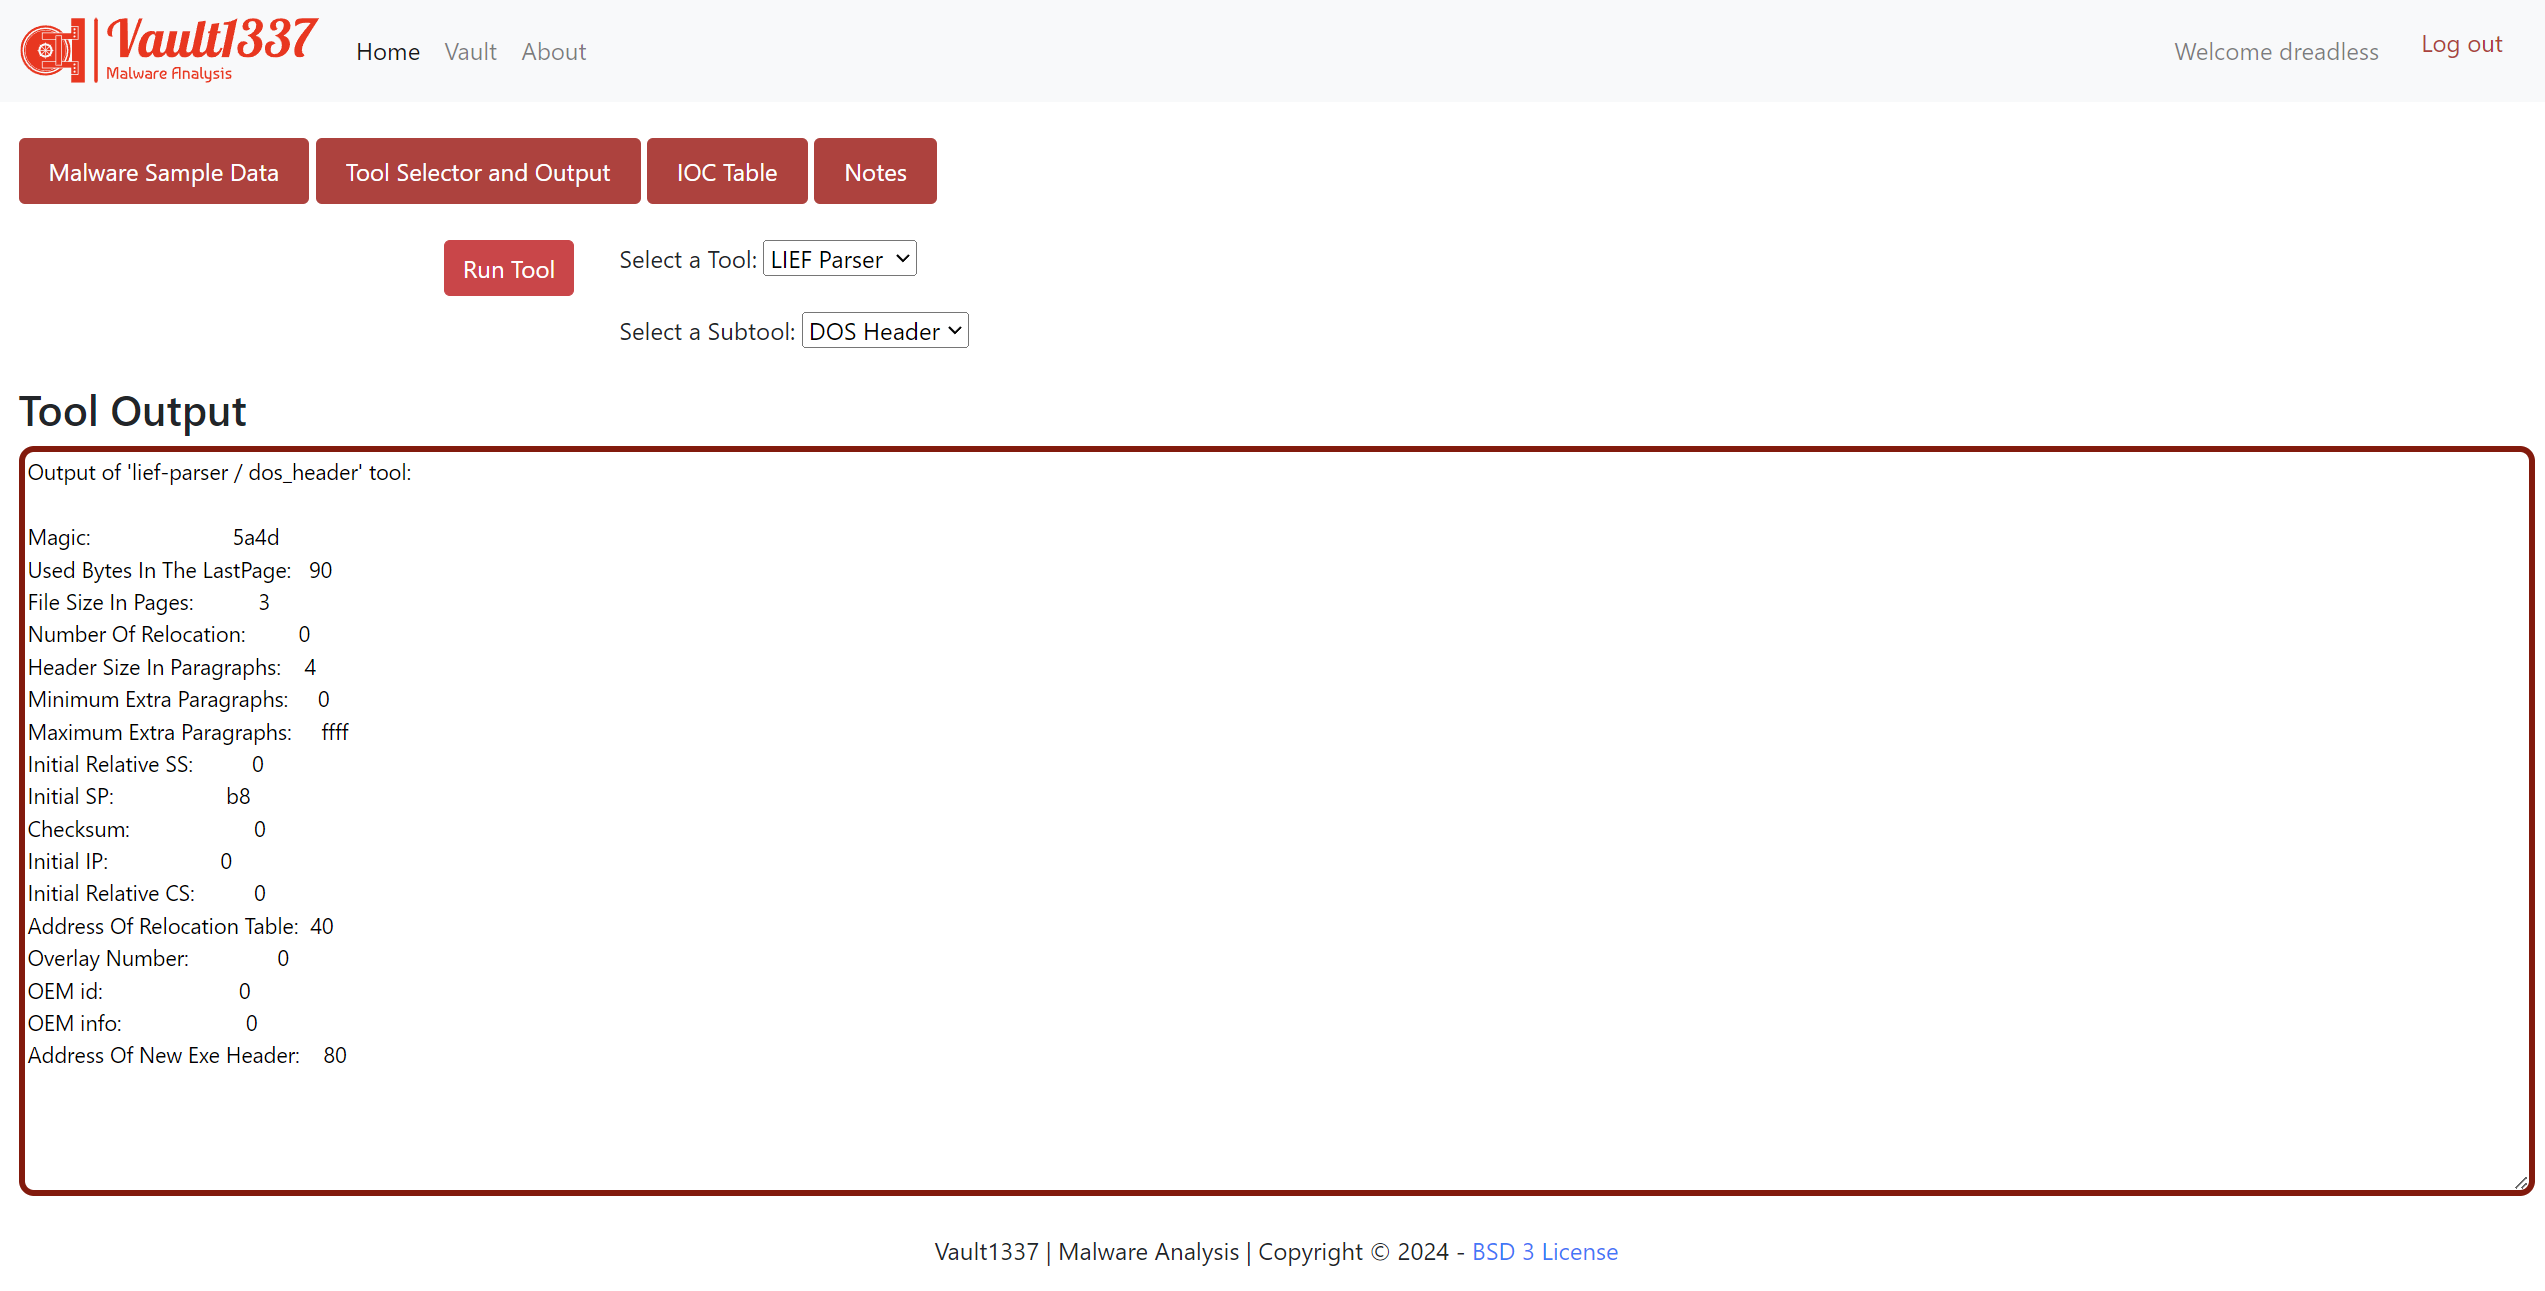 Vault1337
Malware Analysis
Home Vault About
Welcome dreadless Log out
Malware Sample Data Tool Selector and Output IOC Table Notes
Run Tool Select a Tool: LIEF Parser
Select a Subtool: DOS Header
Tool Output
Output of 'lief-parser / dos_header' tool:
Magic: 5a4d
Used Bytes In The LastPage: 90
File Size In Pages: 3
Number Of Relocation: 0
Header Size In Paragraphs: 4
Minimum Extra Paragraphs: 0
Maximum Extra Paragraphs: ffff
Initial Relative SS: 0
Initial SP: b8
Checksum: 0
Initial IP: 0
Initial Relative CS: 0
Address Of Relocation Table: 40
Overlay Number: 0
OEM id: 0
OEM info: 0
Address Of New Exe Header: 80
Vault1337 | Malware Analysis | Copyright © 2024 - BSD 3 License